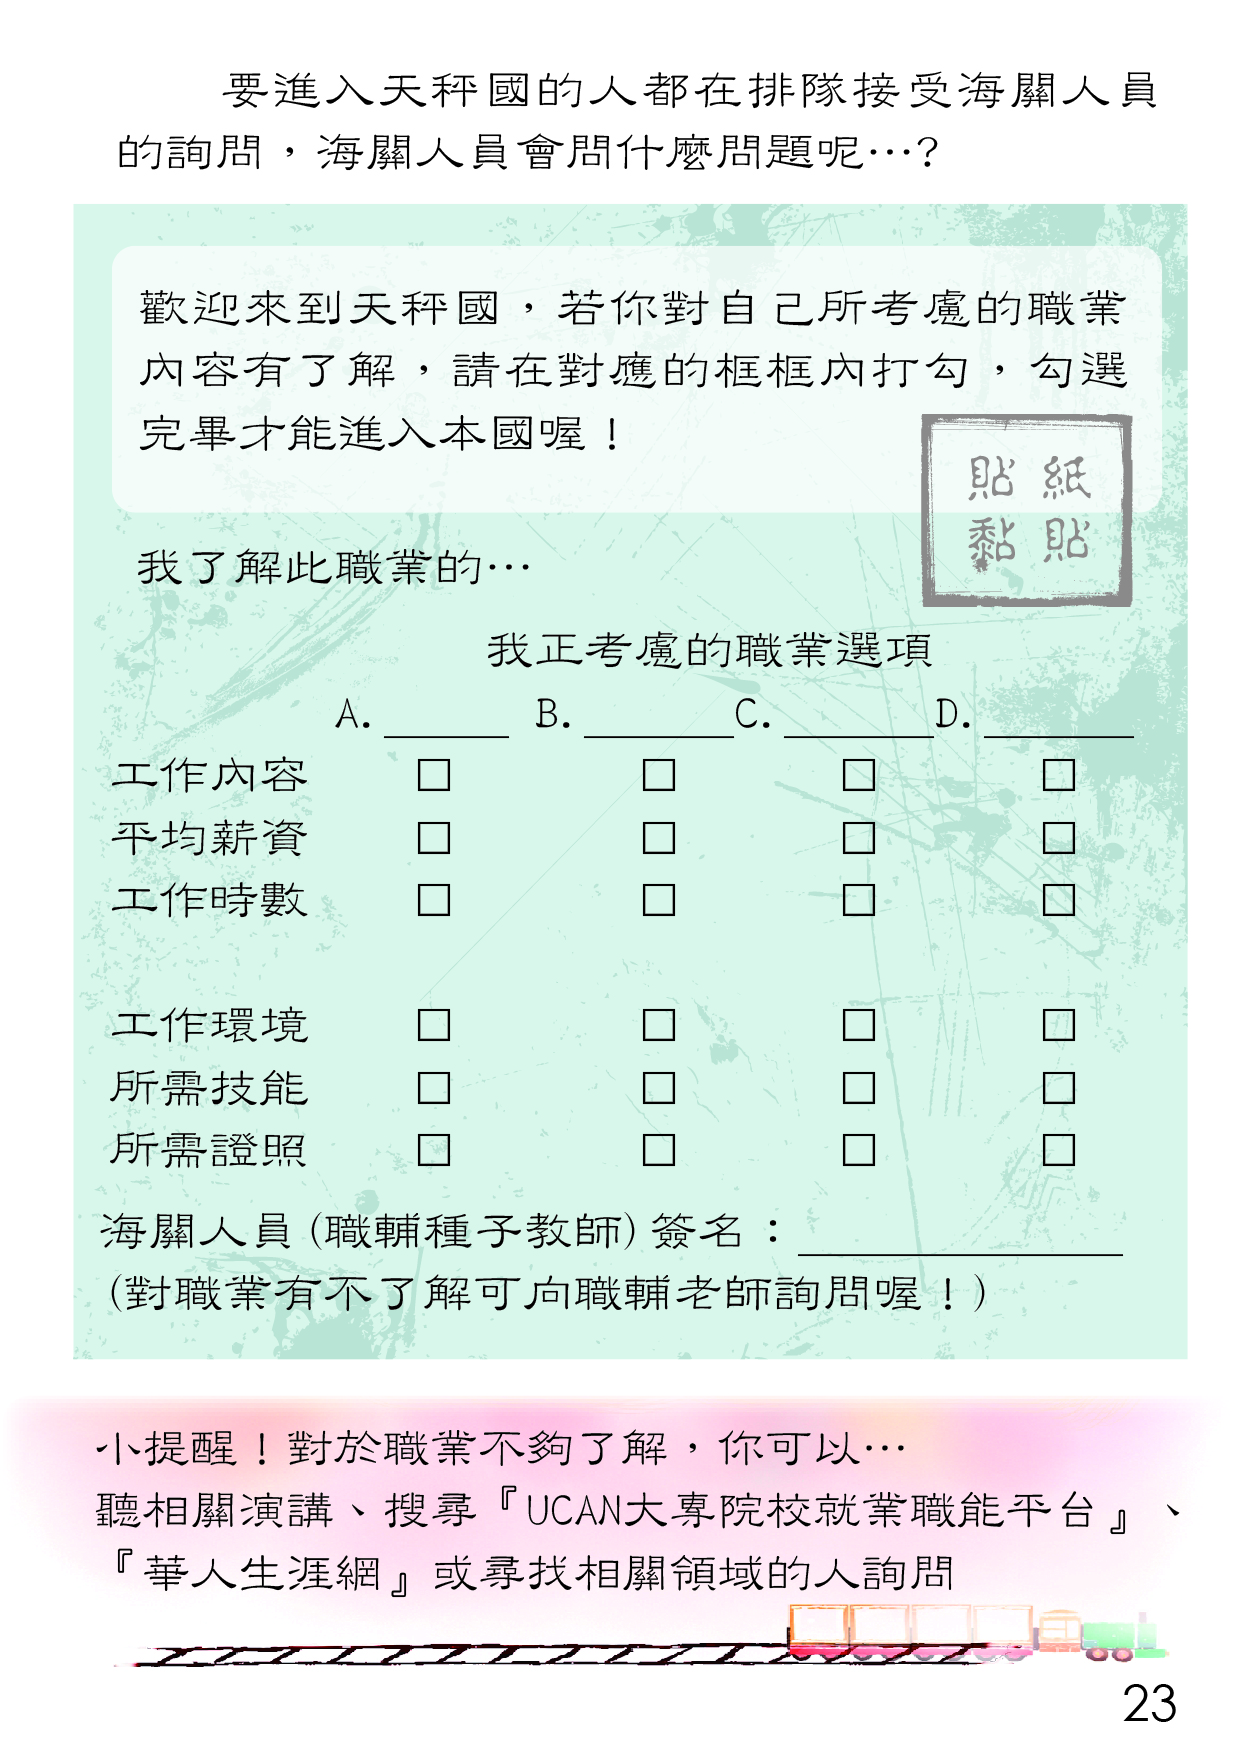 要進入天秤國的人都在排隊接受海關人員
的詢問，海關人員會問什麼問題呢…?
歡迎來到天秤國，若你對自己所考慮的職業
內容有了解，請在對應的框框內打勾，勾選
完畢才能進入本國喔！
貼紙
黏貼
我了解此職業的…
我正考慮的職業選項
A. ______ B. ______ C. ______ D. ______
工作內容 □ □ □ □
平均薪資 □ □ □ □
工作時數 □ □ □ □
工作環境 □ □ □ □
所需技能 □ □ □ □
所需證照 □ □ □ □
海關人員(職輔種子教師)簽名：______________
(對職業有不了解可向職輔老師詢問喔！)
小提醒！對於職業不夠了解，你可以…
聽相關演講、搜尋『UCAN大專院校就業職能平台』、
『華人生涯網』或尋找相關領域的人詢問
23